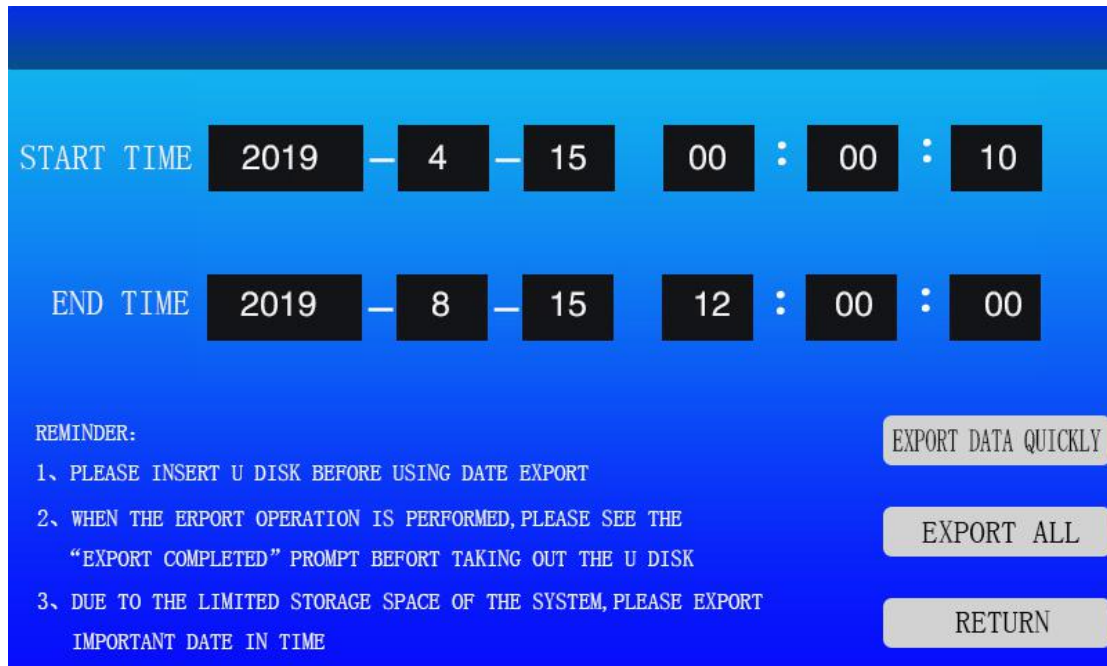 START TIME 2019 – 4 – 15 00 : 00 : 10
END TIME 2019 – 8 – 15 12 : 00 : 00
REMINDER:
1、PLEASE INSERT U DISK BEFORE USING DATE EXPORT
2、WHEN THE ERPORT OPERATION IS PERFORMED,PLEASE SEE THE
“EXPORT COMPLETED” PROMPT BEFORT TAKING OUT THE U DISK
3、DUE TO THE LIMITED STORAGE SPACE OF THE SYSTEM,PLEASE EXPORT
IMPORTANT DATE IN TIME
EXPORT DATA QUICKLY
EXPORT ALL
RETURN